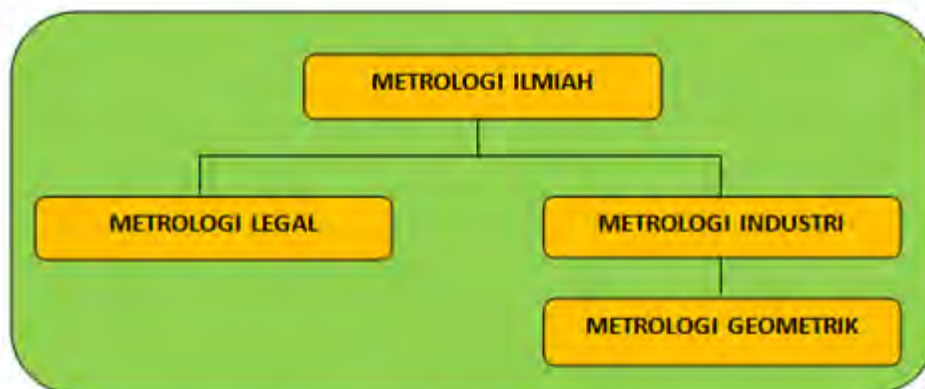 METROLOGI ILMIAH
METROLOGI LEGAL
METROLOGI INDUSTRI
METROLOGI GEOMETRIK